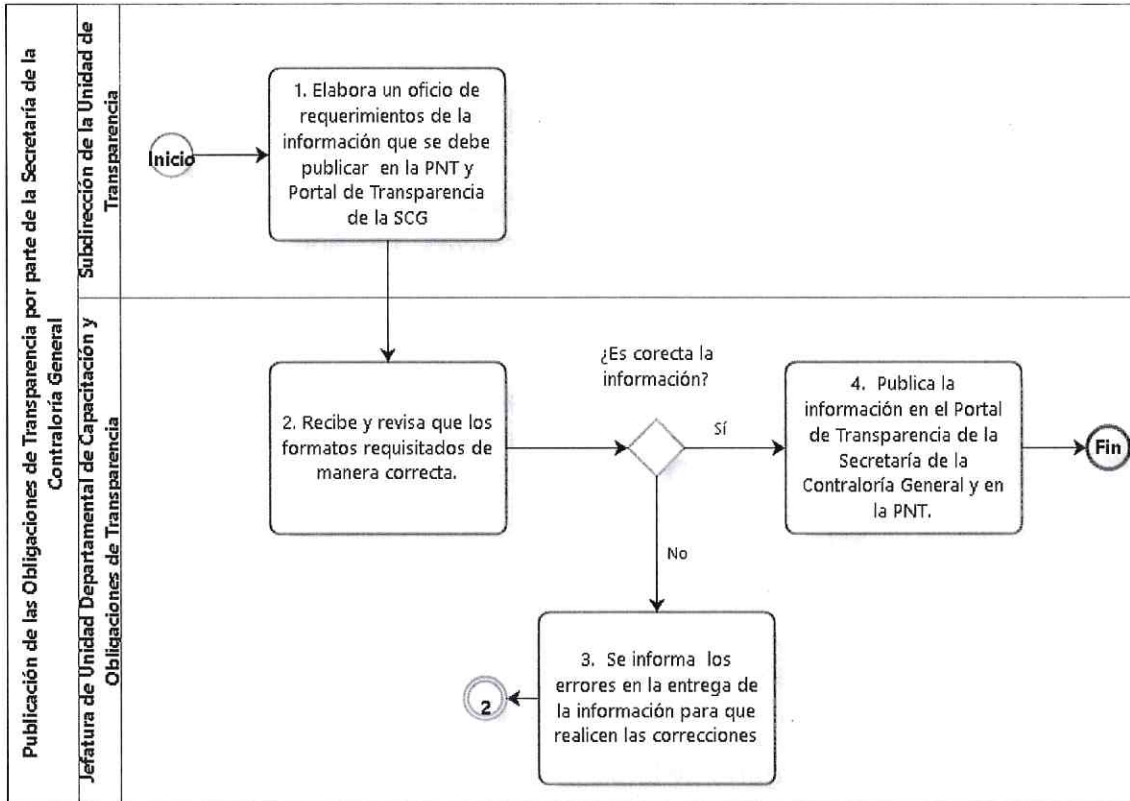 Publicación de las Obligaciones de Transparencia por parte de la Secretaría de la
Contraloría General
Subdirección de la Unidad de
Transparencia
Inicio
1. Elabora un oficio de
requerimientos de la
información que se debe
publicar en la PNT y
Portal de Transparencia
de la SCG
Jefatura de Unidad Departamental de Capacitación y
Obligaciones de Transparencia
2. Recibe y revisa que los
formatos requisitados de
manera correcta.
¿Es corecta la
información?
Sí
4. Publica la
información en el Portal
de Transparencia de la
Secretaría de la
Contraloría General y en
la PNT.
Fin
No
3. Se informa los
errores en la entrega de
la información para que
realicen las correcciones
2